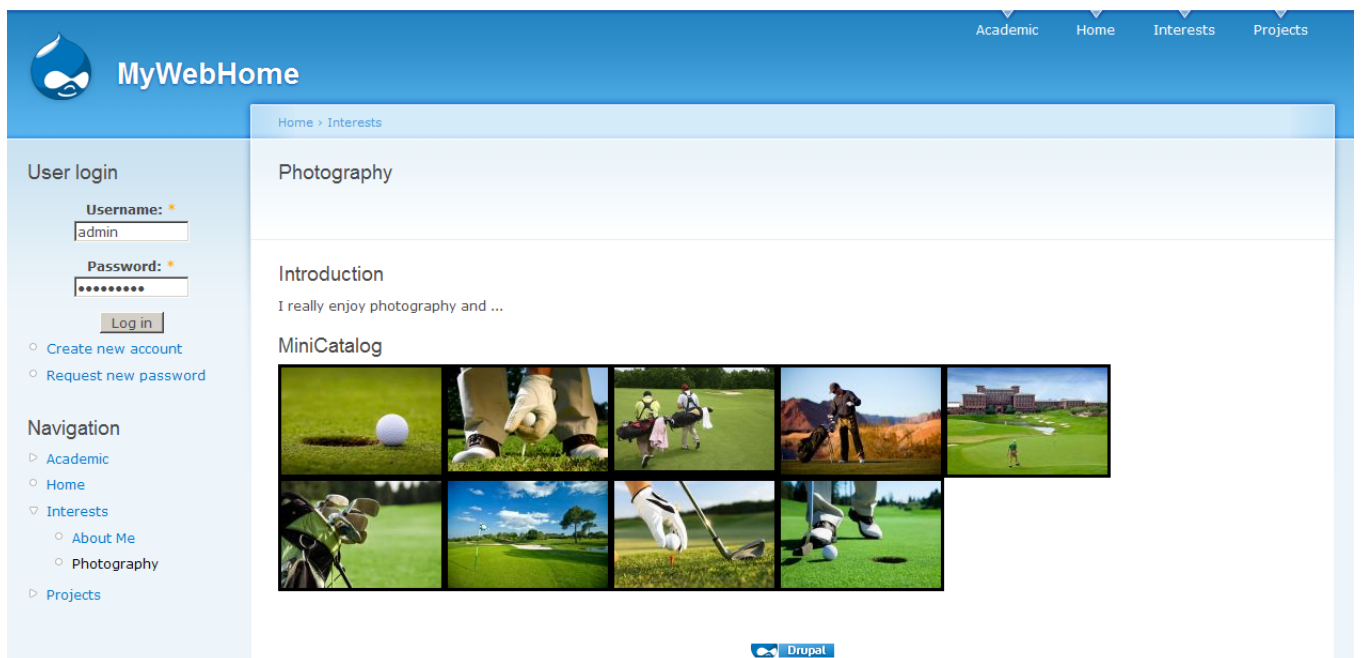 Academic Home Interests Projects
MyWebHome
Home › Interests
User login
Username: *
admin
Password: *
•••••••••
Log in
Create new account
Request new password
Navigation
Academic
Home
Interests
About Me
Photography
Projects
Photography
Introduction
I really enjoy photography and ...
MiniCatalog
Drupal